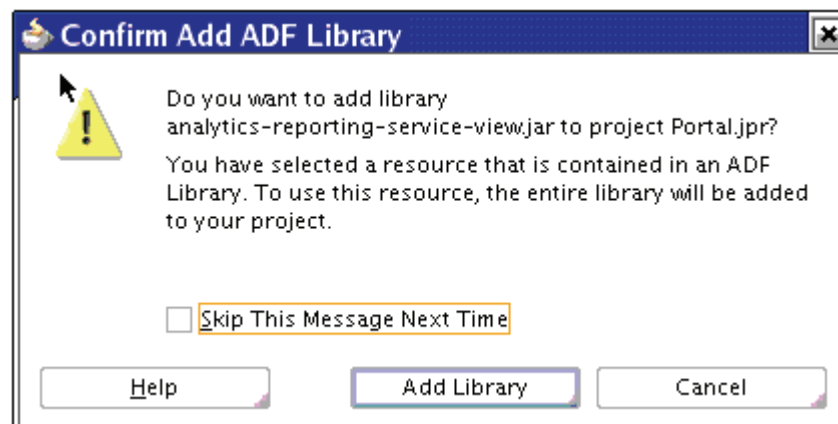 Confirm Add ADF Library
Do you want to add library
analytics-reporting-service-view.jar to project Portal.jpr?
You have selected a resource that is contained in an ADF
Library. To use this resource, the entire library will be added
to your project.
Skip This Message Next Time
Help Add Library Cancel